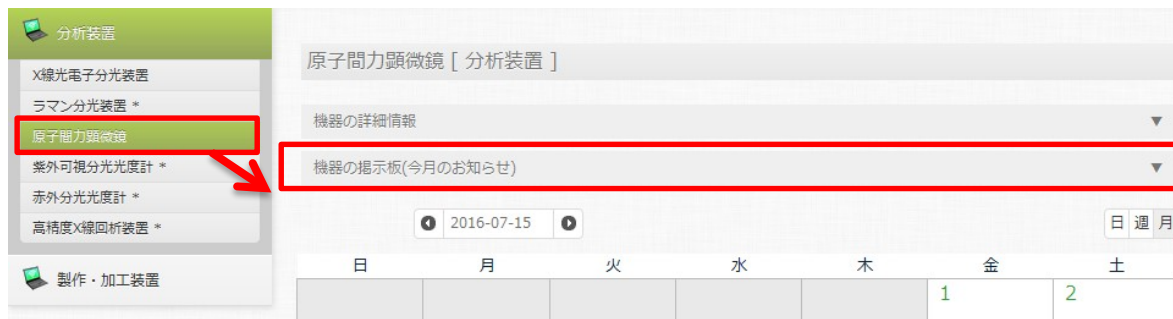 分析装置
X線光電子分光装置
ラマン分光装置 *
原子間力顕微鏡
紫外可視分光光度計 *
赤外分光光度計 *
高精度X線回析装置 *
製作・加工装置
原子間力顕微鏡 [ 分析装置 ]
機器の詳細情報 ▼
機器の掲示板(今月のお知らせ) ▼
2016-07-15
日 週 月
日 月 火 水 木 金 土
1 2